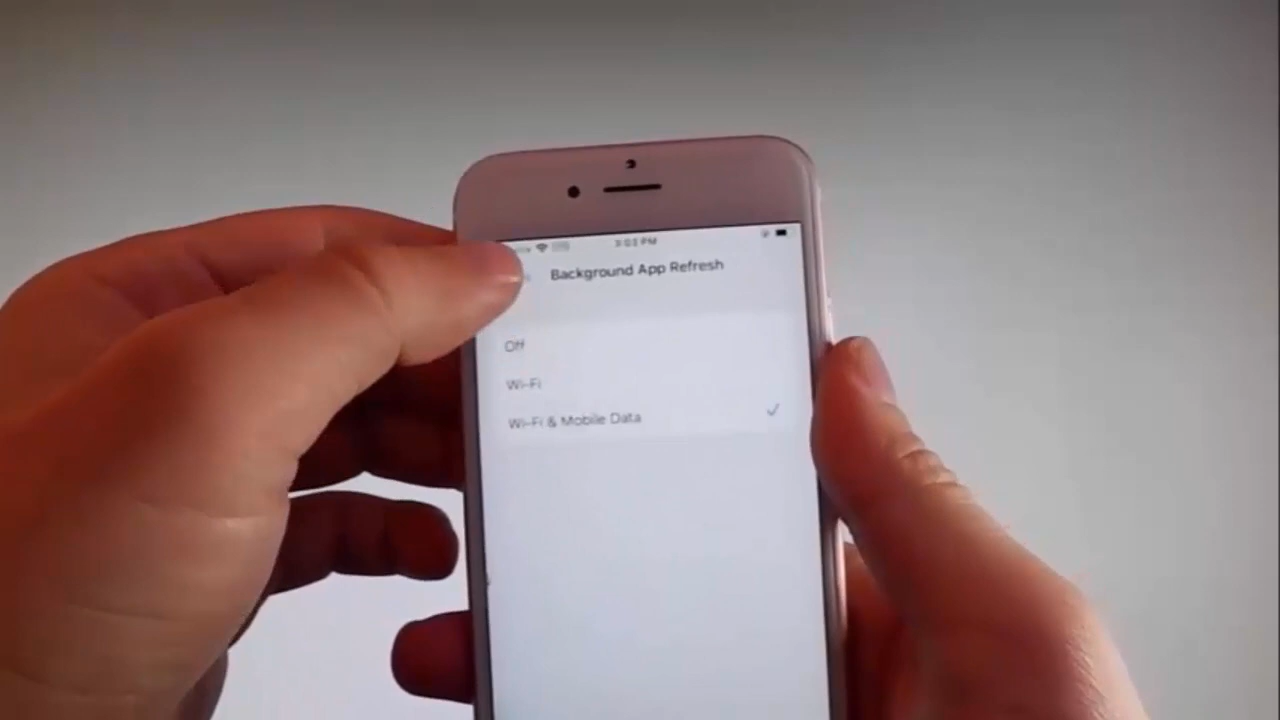 3:03 PM
Background App Refresh
Off
Wi-Fi
Wi-Fi & Mobile Data